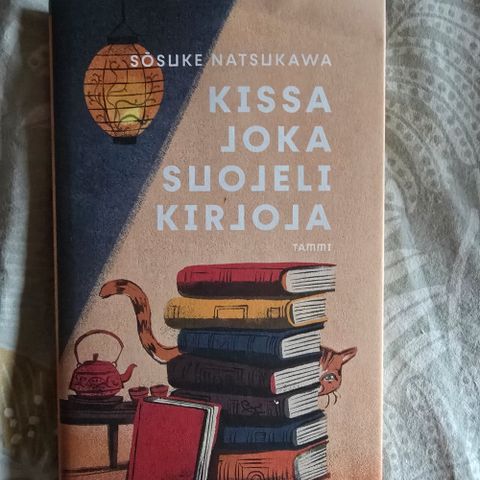 SŌSUKE NATSUKAWA
KISSA
JOKA
SUOJELI
KIRJOJA
TAMMI